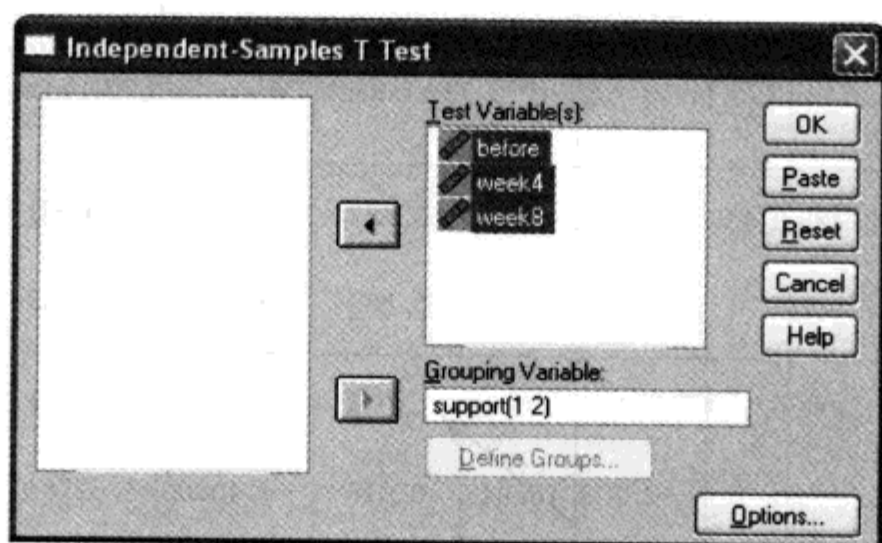 Independent-Samples T Test
Test Variable(s):
before
week4
week8
OK
Paste
Reset
Cancel
Help
Grouping Variable:
support(1 2)
Define Groups...
Options...